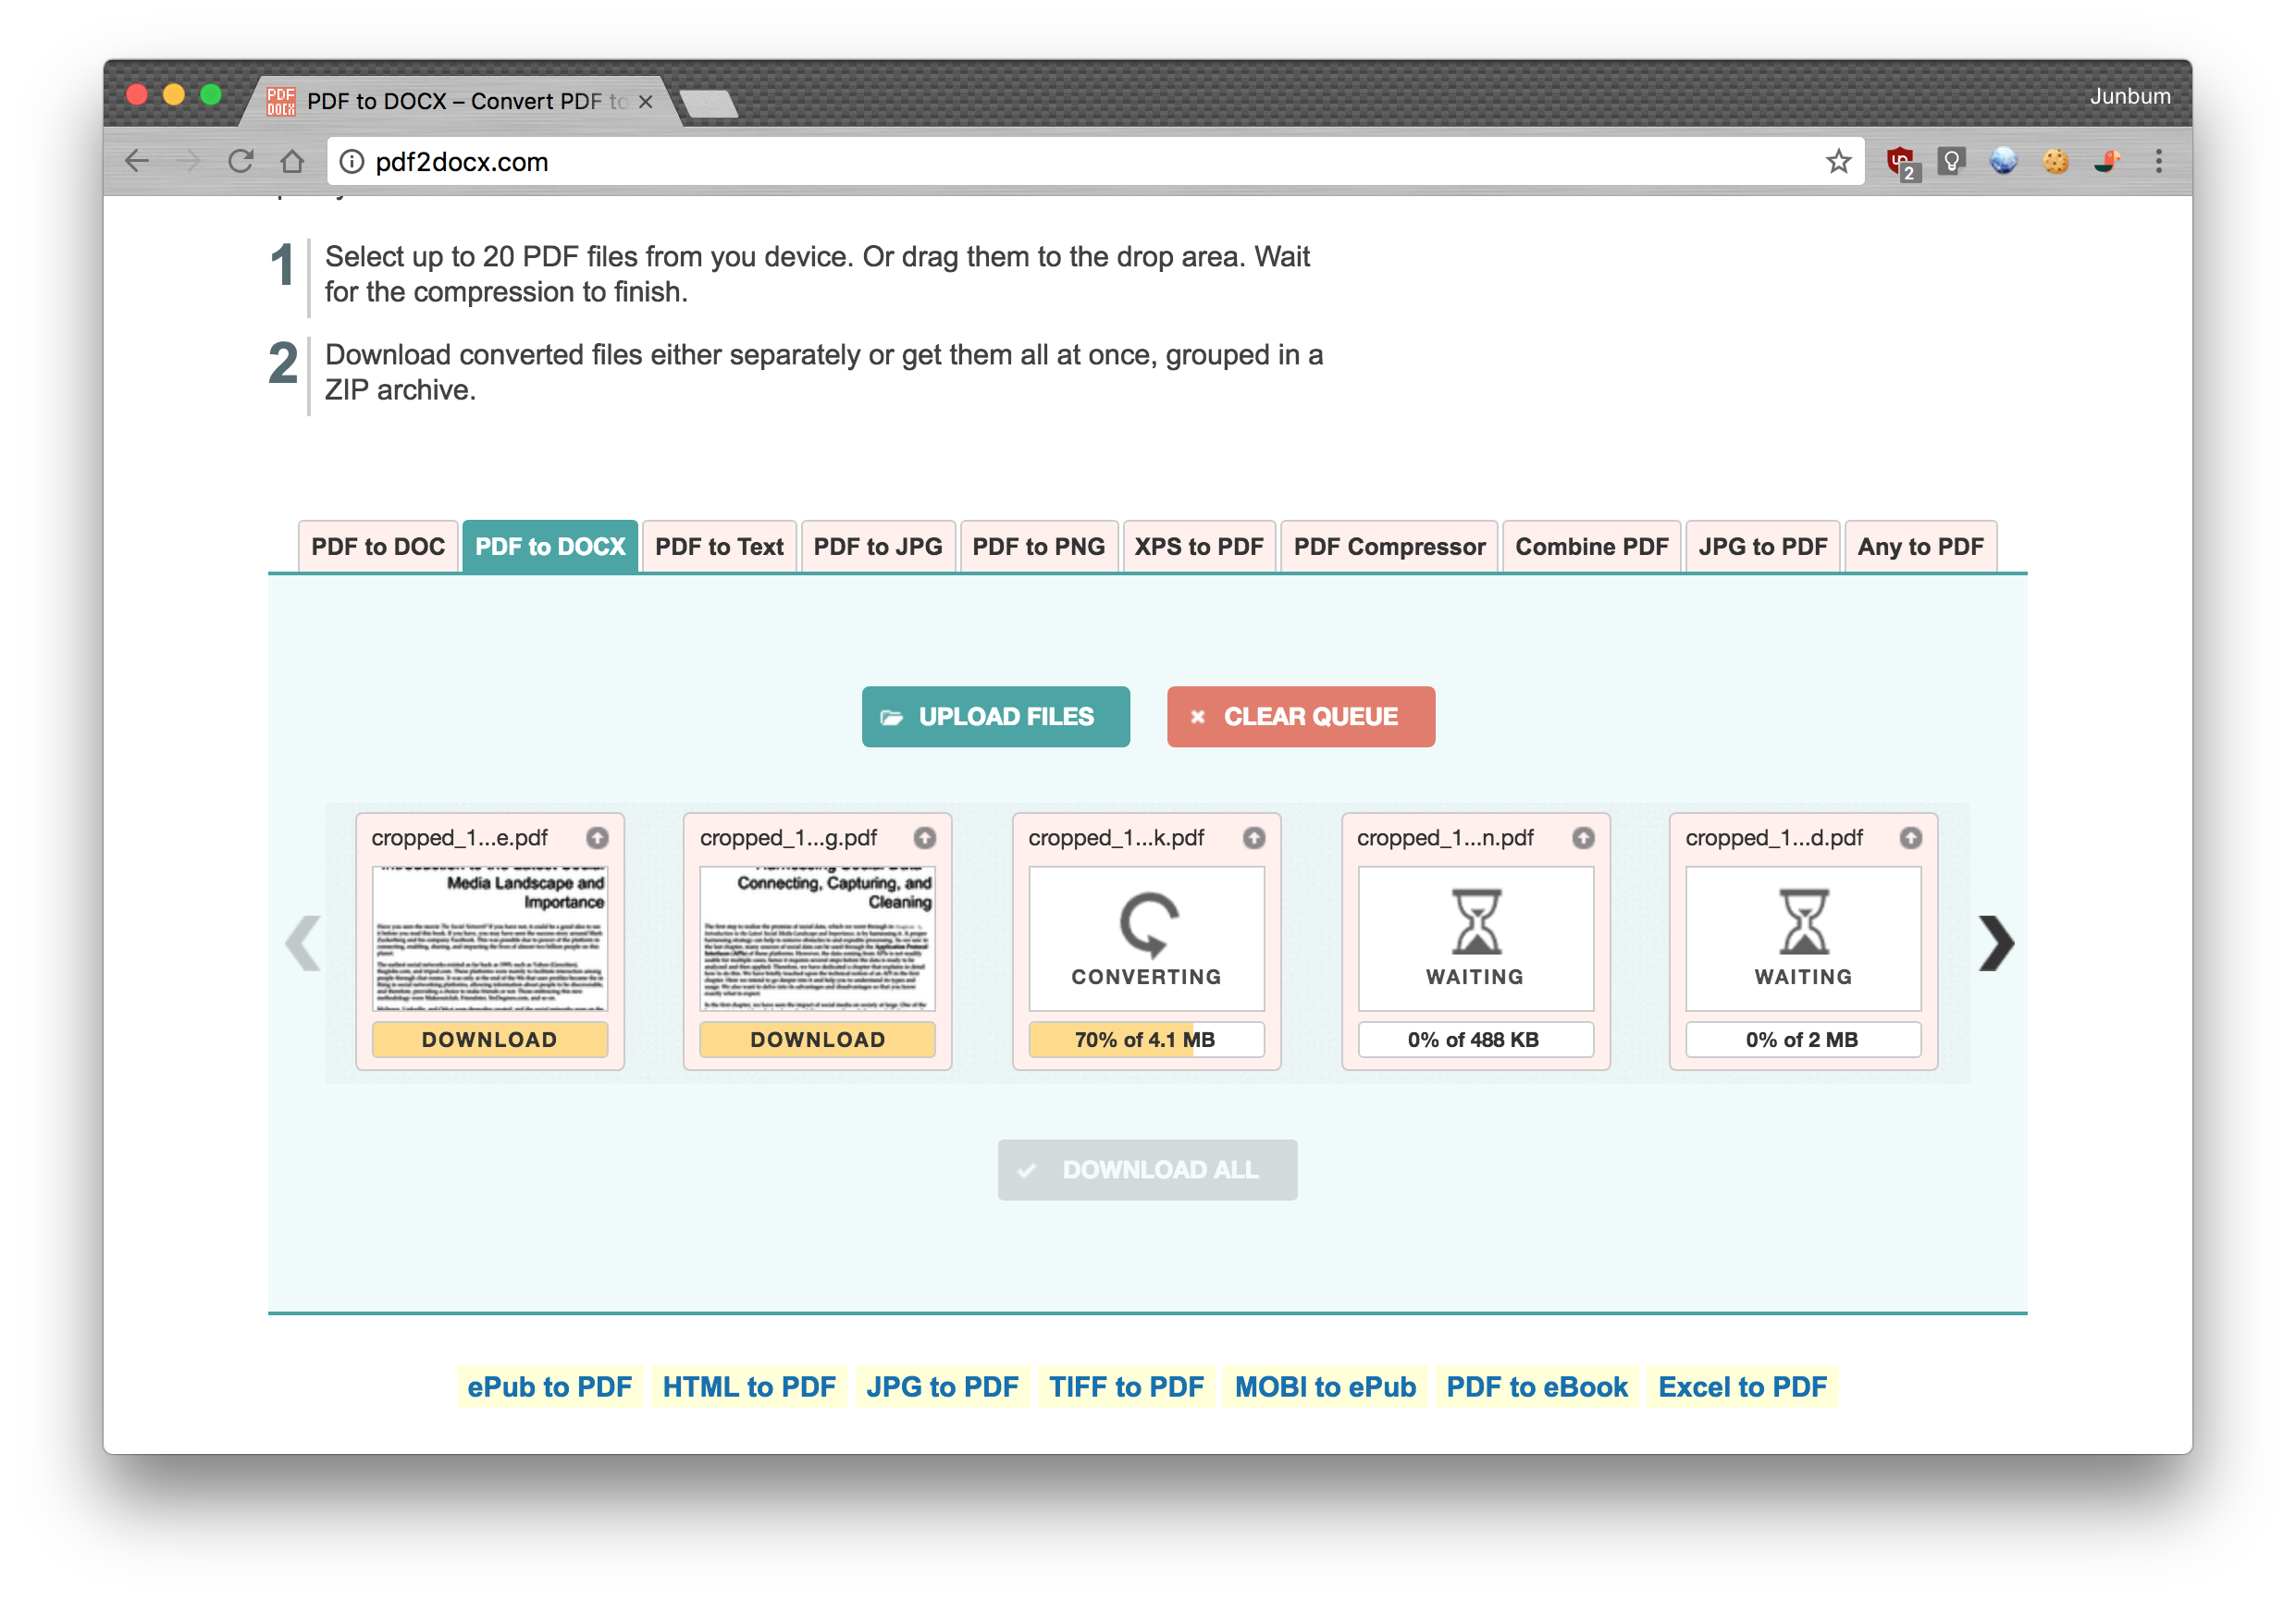 PDF to DOCX – Convert PDF to
Junbum
pdf2docx.com
2
1
Select up to 20 PDF files from you device. Or drag them to the drop area. Wait
for the compression to finish.
2
Download converted files either separately or get them all at once, grouped in a
ZIP archive.
PDF to DOC PDF to DOCX PDF to Text PDF to JPG PDF to PNG XPS to PDF PDF Compressor Combine PDF JPG to PDF Any to PDF
UPLOAD FILES CLEAR QUEUE
cropped_1...e.pdf cropped_1...g.pdf cropped_1...k.pdf cropped_1...n.pdf cropped_1...d.pdf
Media Landscape and
Importance
Connecting, Capturing, and
Cleaning
CONVERTING WAITING WAITING
DOWNLOAD DOWNLOAD 70% of 4.1 MB 0% of 488 KB 0% of 2 MB
DOWNLOAD ALL
ePub to PDF HTML to PDF JPG to PDF TIFF to PDF MOBI to ePub PDF to eBook Excel to PDF